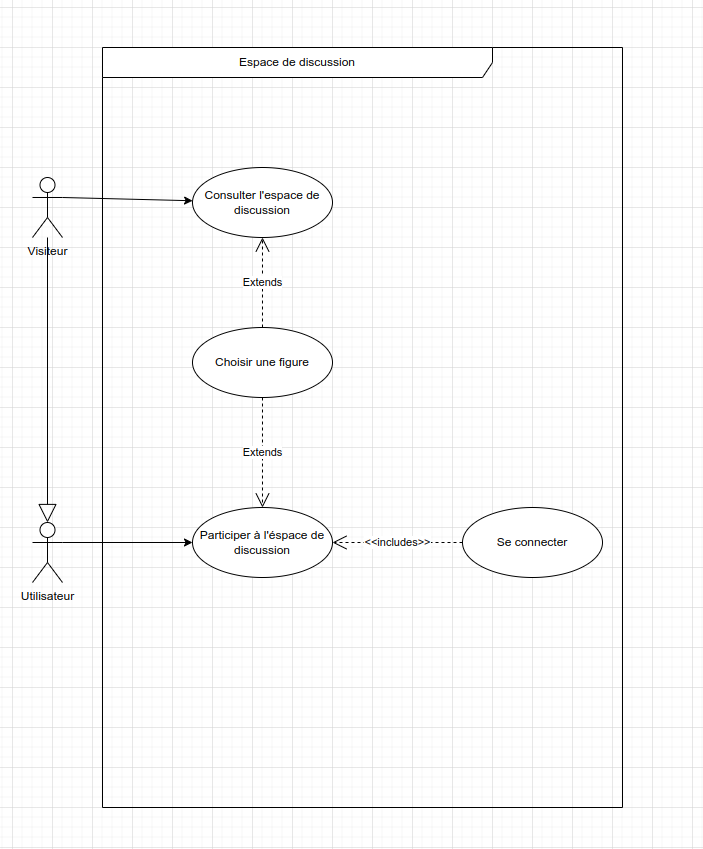 Espace de discussion
Consulter l'espace de
discussion
Visiteur
Extends
Choisir une figure
Extends
Participer à l'éspace de
discussion
<<includes>>
Se connecter
Utilisateur